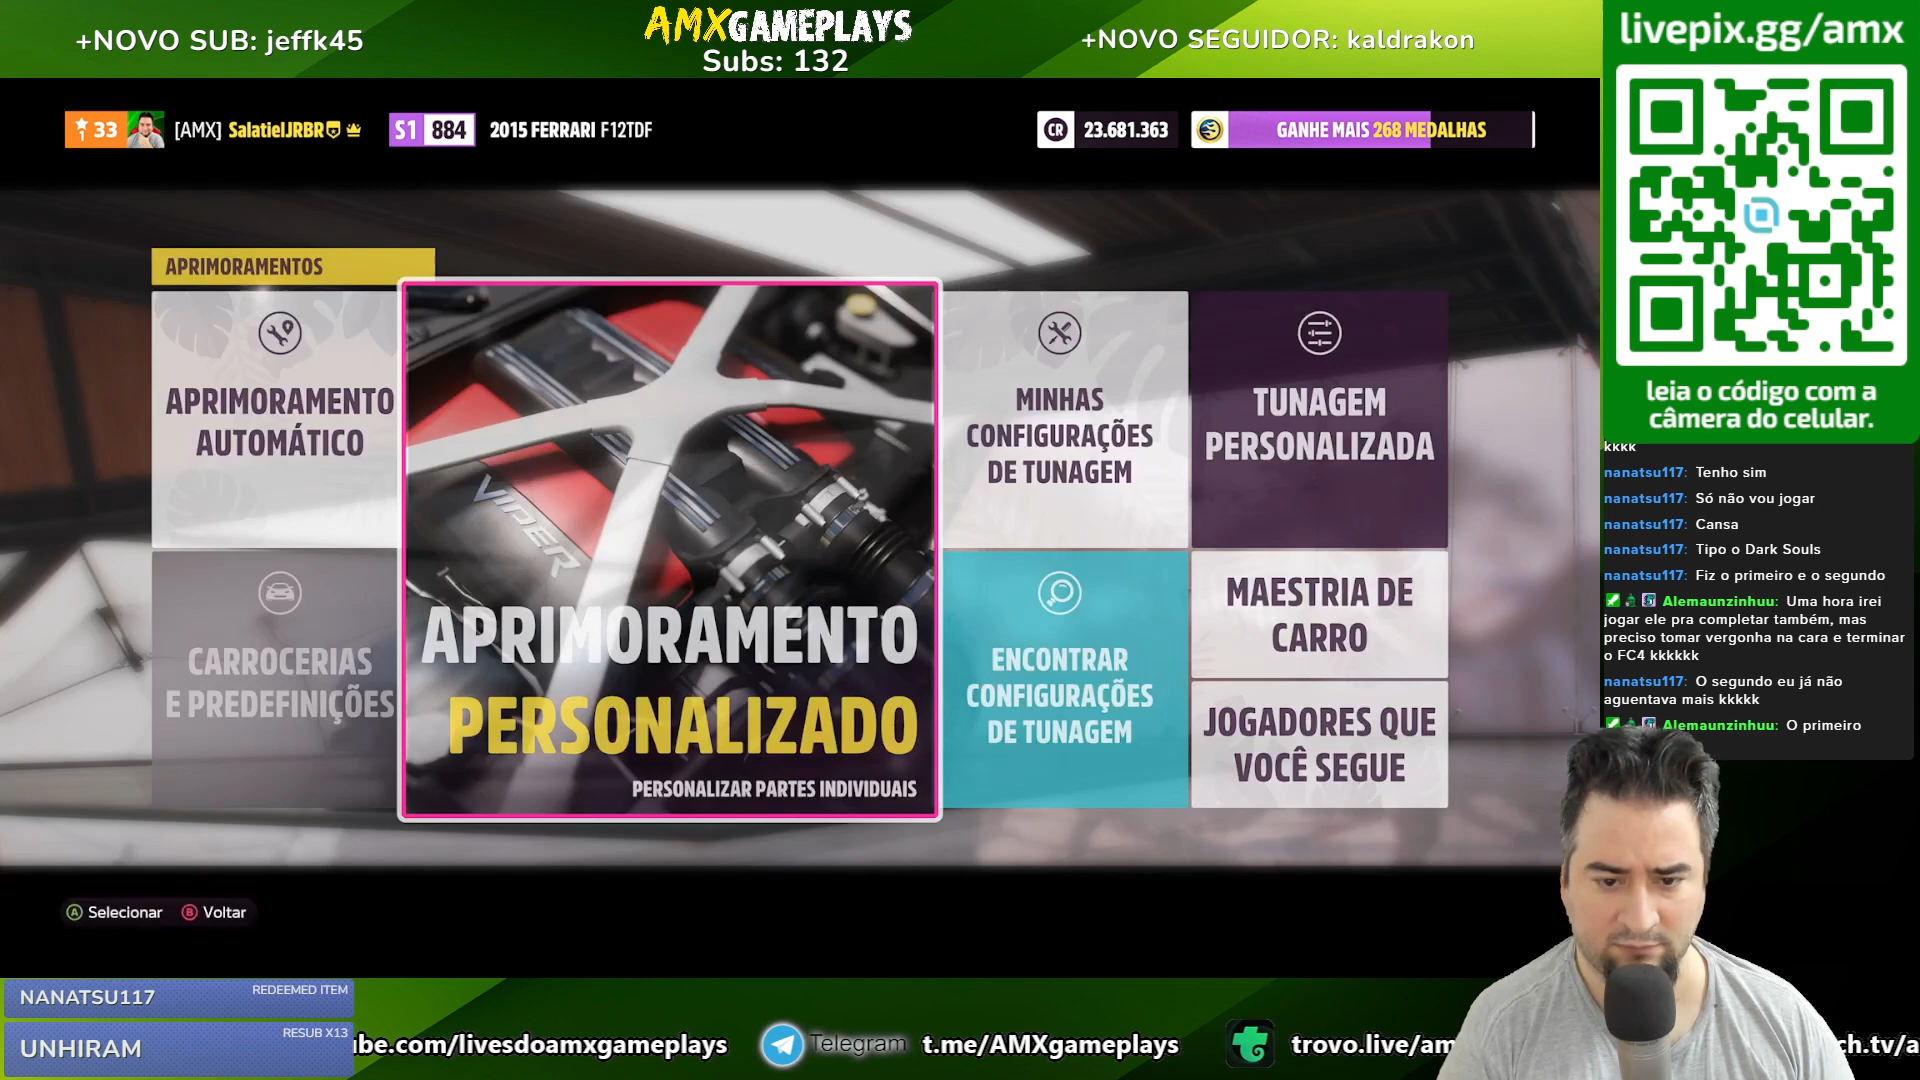 +NOVO SUB: jeffk45
AMXGAMEPLAYS
Subs: 132
+NOVO SEGUIDOR: kaldrakon
livepix.gg/amx
leia o código com a
câmera do celular.
1 33
[AMX] SalatielJRBR
S1 884
2015 FERRARI F12TDF
CR 23.681.363
GANHE MAIS 268 MEDALHAS
APRIMORAMENTOS
APRIMORAMENTO
AUTOMÁTICO
CARROCERIAS
E PREDEFINIÇÕES
VIPER
APRIMORAMENTO
PERSONALIZADO
PERSONALIZAR PARTES INDIVIDUAIS
MINHAS
CONFIGURAÇÕES
DE TUNAGEM
TUNAGEM
PERSONALIZADA
ENCONTRAR
CONFIGURAÇÕES
DE TUNAGEM
MAESTRIA DE
CARRO
JOGADORES QUE
VOCÊ SEGUE
A Selecionar B Voltar
kkkk
nanatsu117: Tenho sim
nanatsu117: Só não vou jogar
nanatsu117: Cansa
nanatsu117: Tipo o Dark Souls
nanatsu117: Fiz o primeiro e o segundo
Alemaunzinhuu: Uma hora irei
jogar ele pra completar também, mas
preciso tomar vergonha na cara e terminar
o FC4 kkkkkk
nanatsu117: O segundo eu já não
aguentava mais kkkkk
Alemaunzinhuu: O primeiro
NANATSU117 REDEEMED ITEM
UNHIRAM RESUB X13
ube.com/livesdoamxgameplays
Telegram t.me/AMXgameplays
trovo.live/am
ch.tv/a